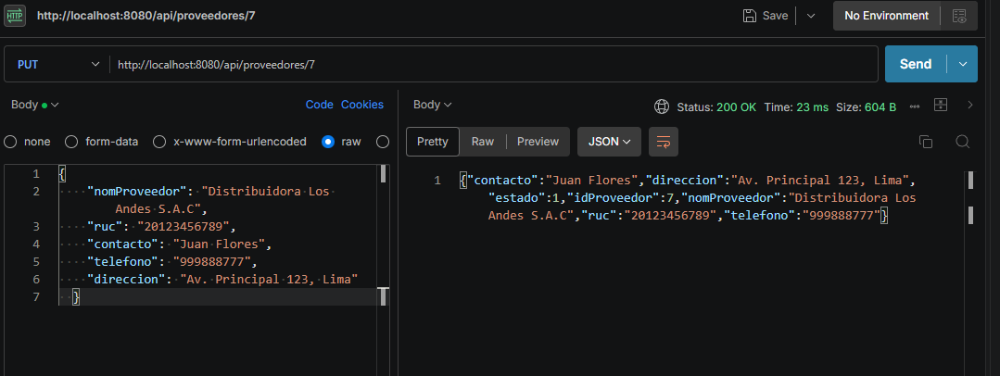 HTTP http://localhost:8080/api/proveedores/7 Save No Environment
PUT http://localhost:8080/api/proveedores/7 Send
Body Code Cookies
none form-data x-www-form-urlencoded raw
1 {
2 "nomProveedor": "Distribuidora Los
Andes S.A.C",
3 "ruc": "20123456789",
4 "contacto": "Juan Flores",
5 "telefono": "999888777",
6 "direccion": "Av. Principal 123, Lima"
7 }
Body Status: 200 OK Time: 23 ms Size: 604 B
Pretty Raw Preview JSON
1 {"contacto":"Juan Flores","direccion":"Av. Principal 123, Lima",
"estado":1,"idProveedor":7,"nomProveedor":"Distribuidora Los
Andes S.A.C","ruc":"20123456789","telefono":"999888777"}